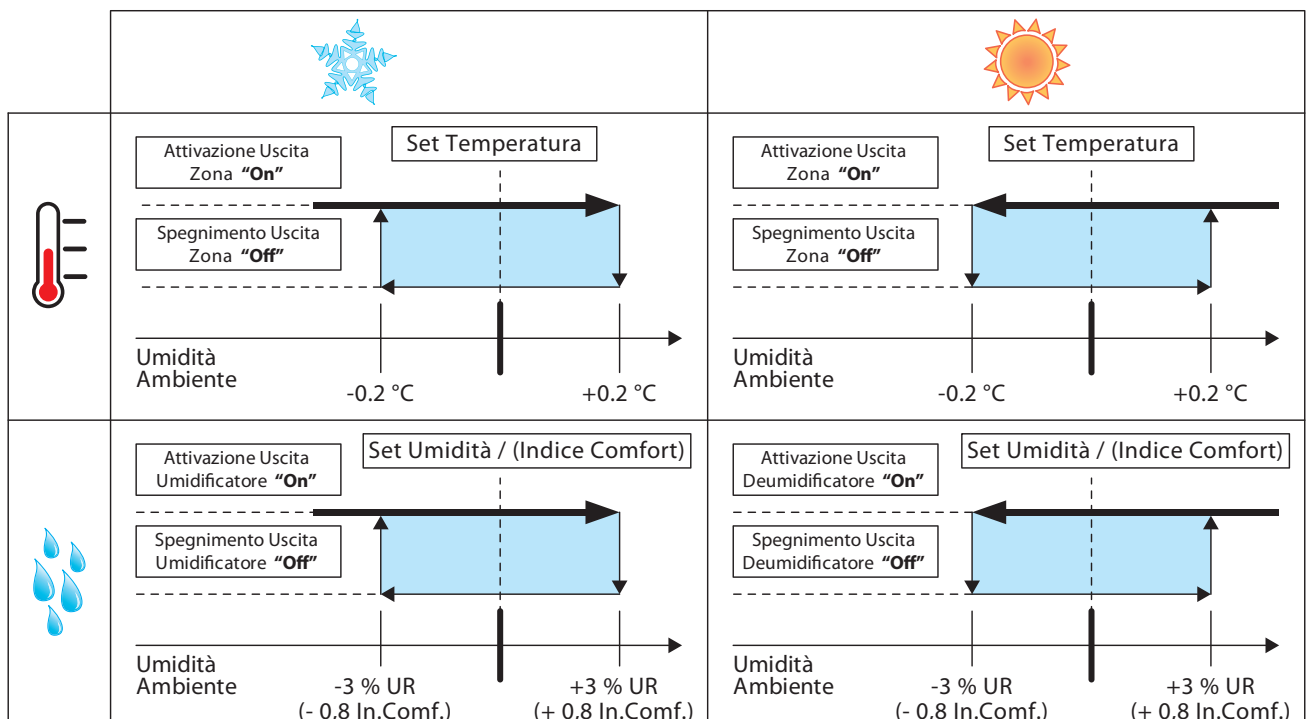 Attivazione Uscita
Zona "On"
Set Temperatura
Spegnimento Uscita
Zona "Off"
Umidità
Ambiente
-0.2 °C
+0.2 °C
Attivazione Uscita
Zona "On"
Set Temperatura
Spegnimento Uscita
Zona "Off"
Umidità
Ambiente
-0.2 °C
+0.2 °C
Attivazione Uscita
Umidificatore "On"
Set Umidità / (Indice Comfort)
Spegnimento Uscita
Umidificatore "Off"
Umidità
Ambiente
-3 % UR
(- 0,8 In.Comf.)
+3 % UR
(+ 0,8 In.Comf.)
Attivazione Uscita
Deumidificatore "On"
Set Umidità / (Indice Comfort)
Spegnimento Uscita
Deumidificatore "Off"
Umidità
Ambiente
-3 % UR
(- 0,8 In.Comf.)
+3 % UR
(+ 0,8 In.Comf.)